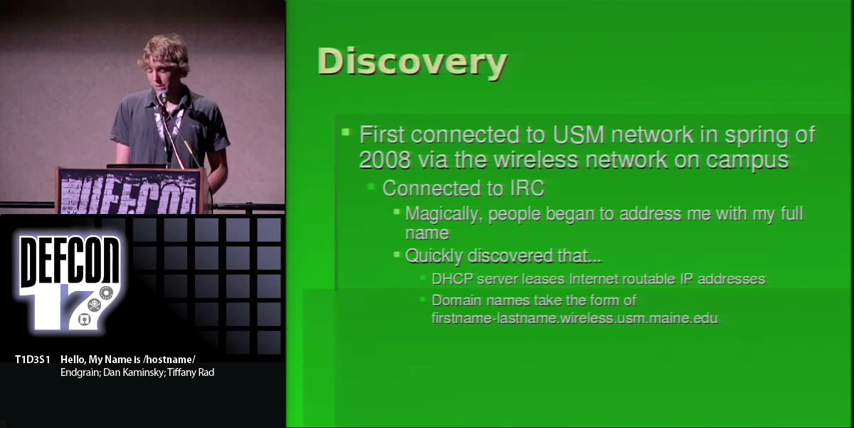 Discovery
First connected to USM network in spring of
2008 via the wireless network on campus
Connected to IRC
Magically, people began to address me with my full
name
Quickly discovered that...
DHCP server leases Internet routable IP addresses
Domain names take the form of
firstname-lastname.wireless.usm.maine.edu
DEFCON
DEFCON
17
T1D3S1 Hello, My Name is /hostname/
Endgrain; Dan Kaminsky; Tiffany Rad